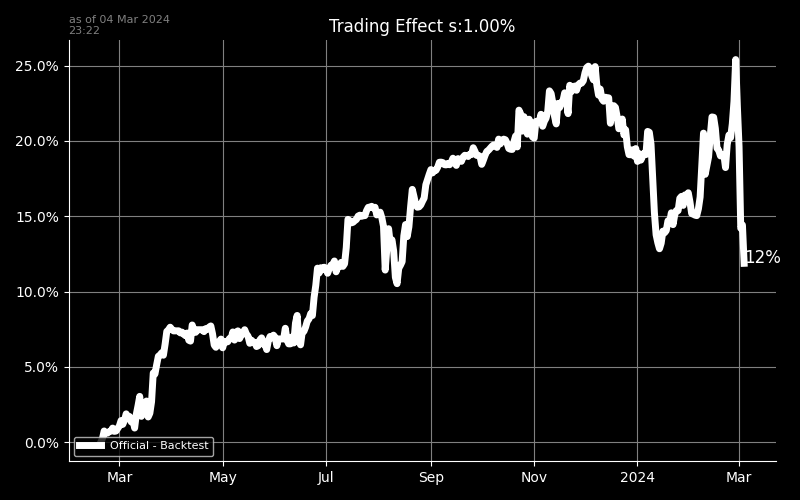 as of 04 Mar 2024
23:22
Trading Effect s:1.00%
25.0%
20.0%
15.0%
10.0%
5.0%
0.0%
12%
Official - Backtest
Mar
May
Jul
Sep
Nov
2024
Mar